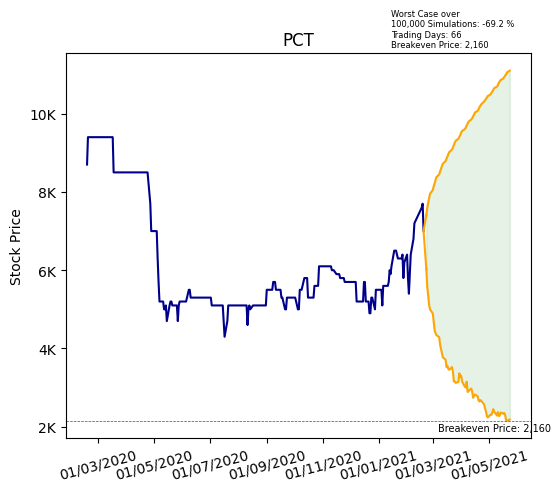 Worst Case over
100,000 Simulations: -69.2 %
Trading Days: 66
Breakeven Price: 2,160
PCT
Stock Price
10K
8K
6K
4K
2K
Breakeven Price: 2,160
01/03/2020
01/05/2020
01/07/2020
01/09/2020
01/11/2020
01/01/2021
01/03/2021
01/05/2021